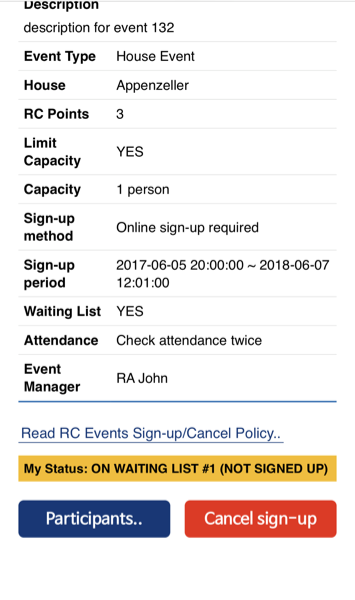 Description
description for event 132
Event Type House Event
House Appenzeller
RC Points 3
Limit
Capacity
YES
Capacity 1 person
Sign-up
method
Online sign-up required
Sign-up
period
2017-06-05 20:00:00 ~ 2018-06-07
12:01:00
Waiting List YES
Attendance Check attendance twice
Event
Manager
RA John
Read RC Events Sign-up/Cancel Policy..
My Status: ON WAITING LIST #1 (NOT SIGNED UP)
Participants.. Cancel sign-up